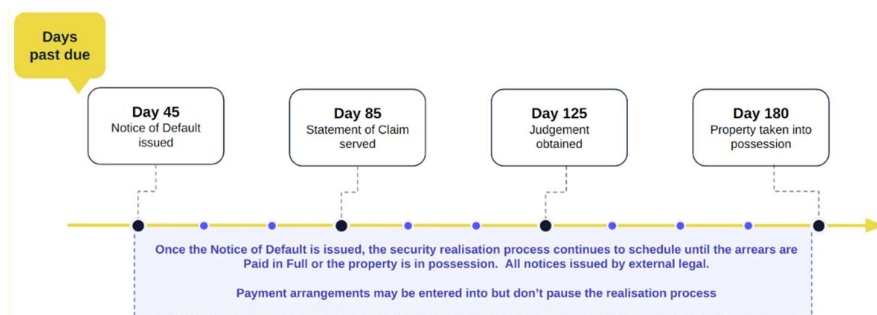 Days
past due
Day 45
Notice of Default
issued
Day 85
Statement of Claim
served
Day 125
Judgement
obtained
Day 180
Property taken into
possession
Once the Notice of Default is issued, the security realisation process continues to schedule until the arrears are
Paid in Full or the property is in possession.  All notices issued by external legal.
Payment arrangements may be entered into but don’t pause the realisation process